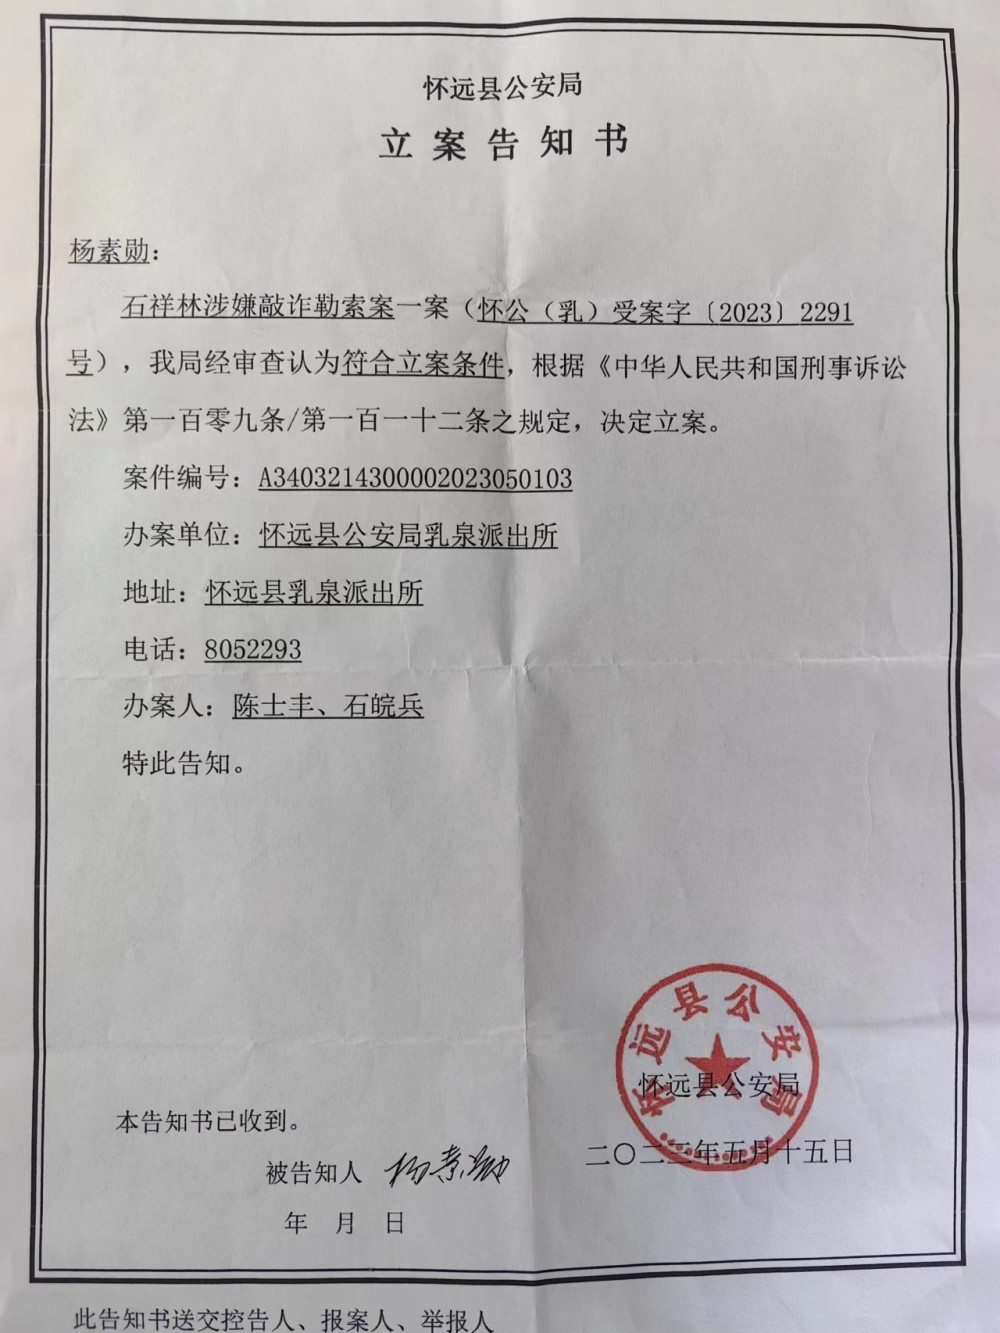 怀远县公安局
立案告知书
杨素勋：
石祥林涉嫌敲诈勒索案一案（怀公（乳）受案字〔2023〕2291
号），我局经审查认为符合立案条件，根据《中华人民共和国刑事诉讼
法》第一百零九条/第一百一十二条之规定，决定立案。
案件编号：A3403214300002023050103
办案单位：怀远县公安局乳泉派出所
地址：怀远县乳泉派出所
电话：8052293
办案人：陈士丰、石皖兵
特此告知。
怀远县公安局
怀远县公安局
二〇二三年五月十五日
本告知书已收到。
被告知人 杨素勋
年 月 日
此告知书送交控告人、报案人、举报人